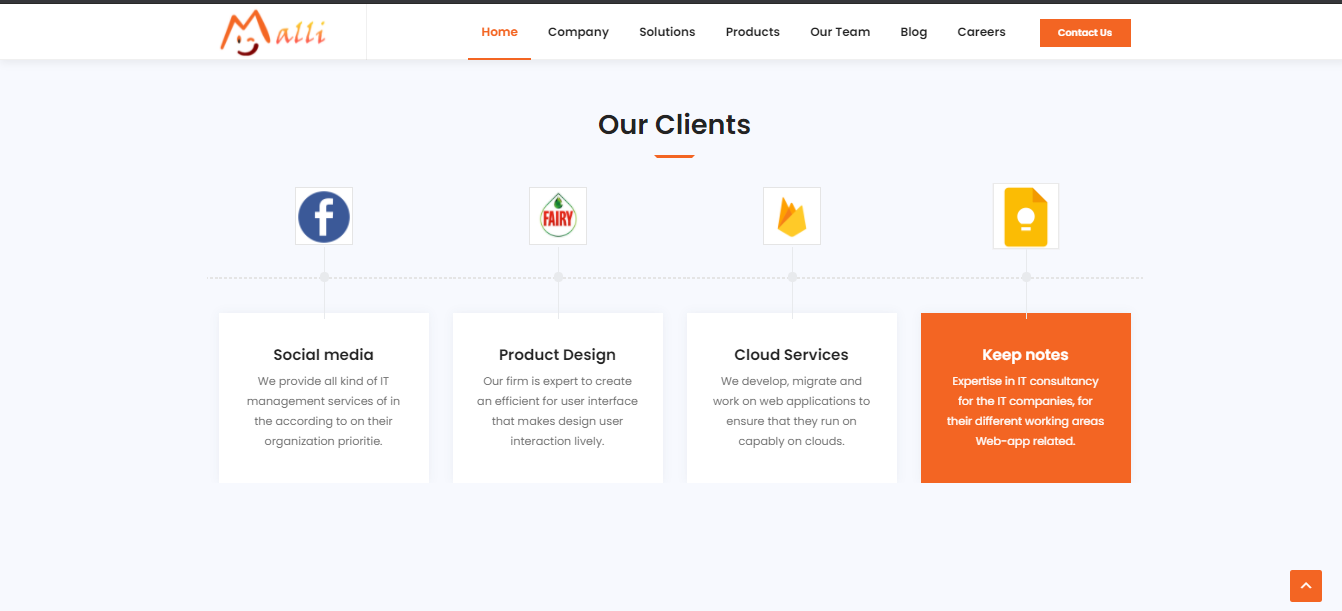 Malli
Home Company Solutions Products Our Team Blog Careers Contact Us
Our Clients
f
FAIRY
Social media
We provide all kind of IT
management services of in
the according to on their
organization prioritie.
Product Design
Our firm is expert to create
an efficient for user interface
that makes design user
interaction lively.
Cloud Services
We develop, migrate and
work on web applications to
ensure that they run on
capably on clouds.
Keep notes
Expertise in IT consultancy
for the IT companies, for
their different working areas
Web-app related.